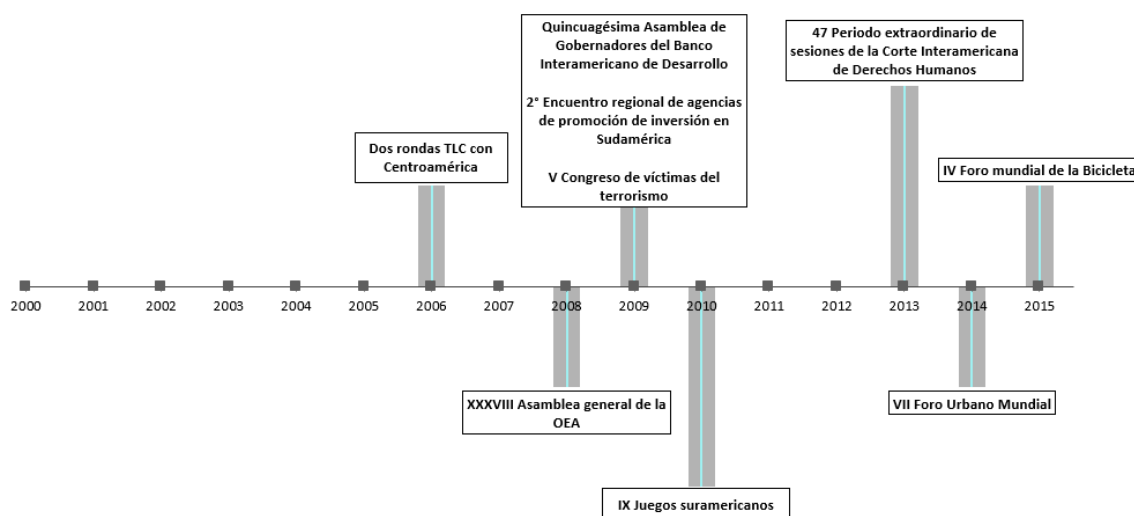 Quincuagésima Asamblea de
Gobernadores del Banco
Interamericano de Desarrollo
2° Encuentro regional de agencias
de promoción de inversión en
Sudamérica
V Congreso de víctimas del
terrorismo
47 Periodo extraordinario de
sesiones de la Corte Interamericana
de Derechos Humanos
Dos rondas TLC con
Centroamérica
IV Foro mundial de la Bicicleta
2000 2001 2002 2003 2004 2005 2006 2007 2008 2009 2010 2011 2012 2013 2014 2015
XXXVIII Asamblea general de la
OEA
VII Foro Urbano Mundial
IX Juegos suramericanos